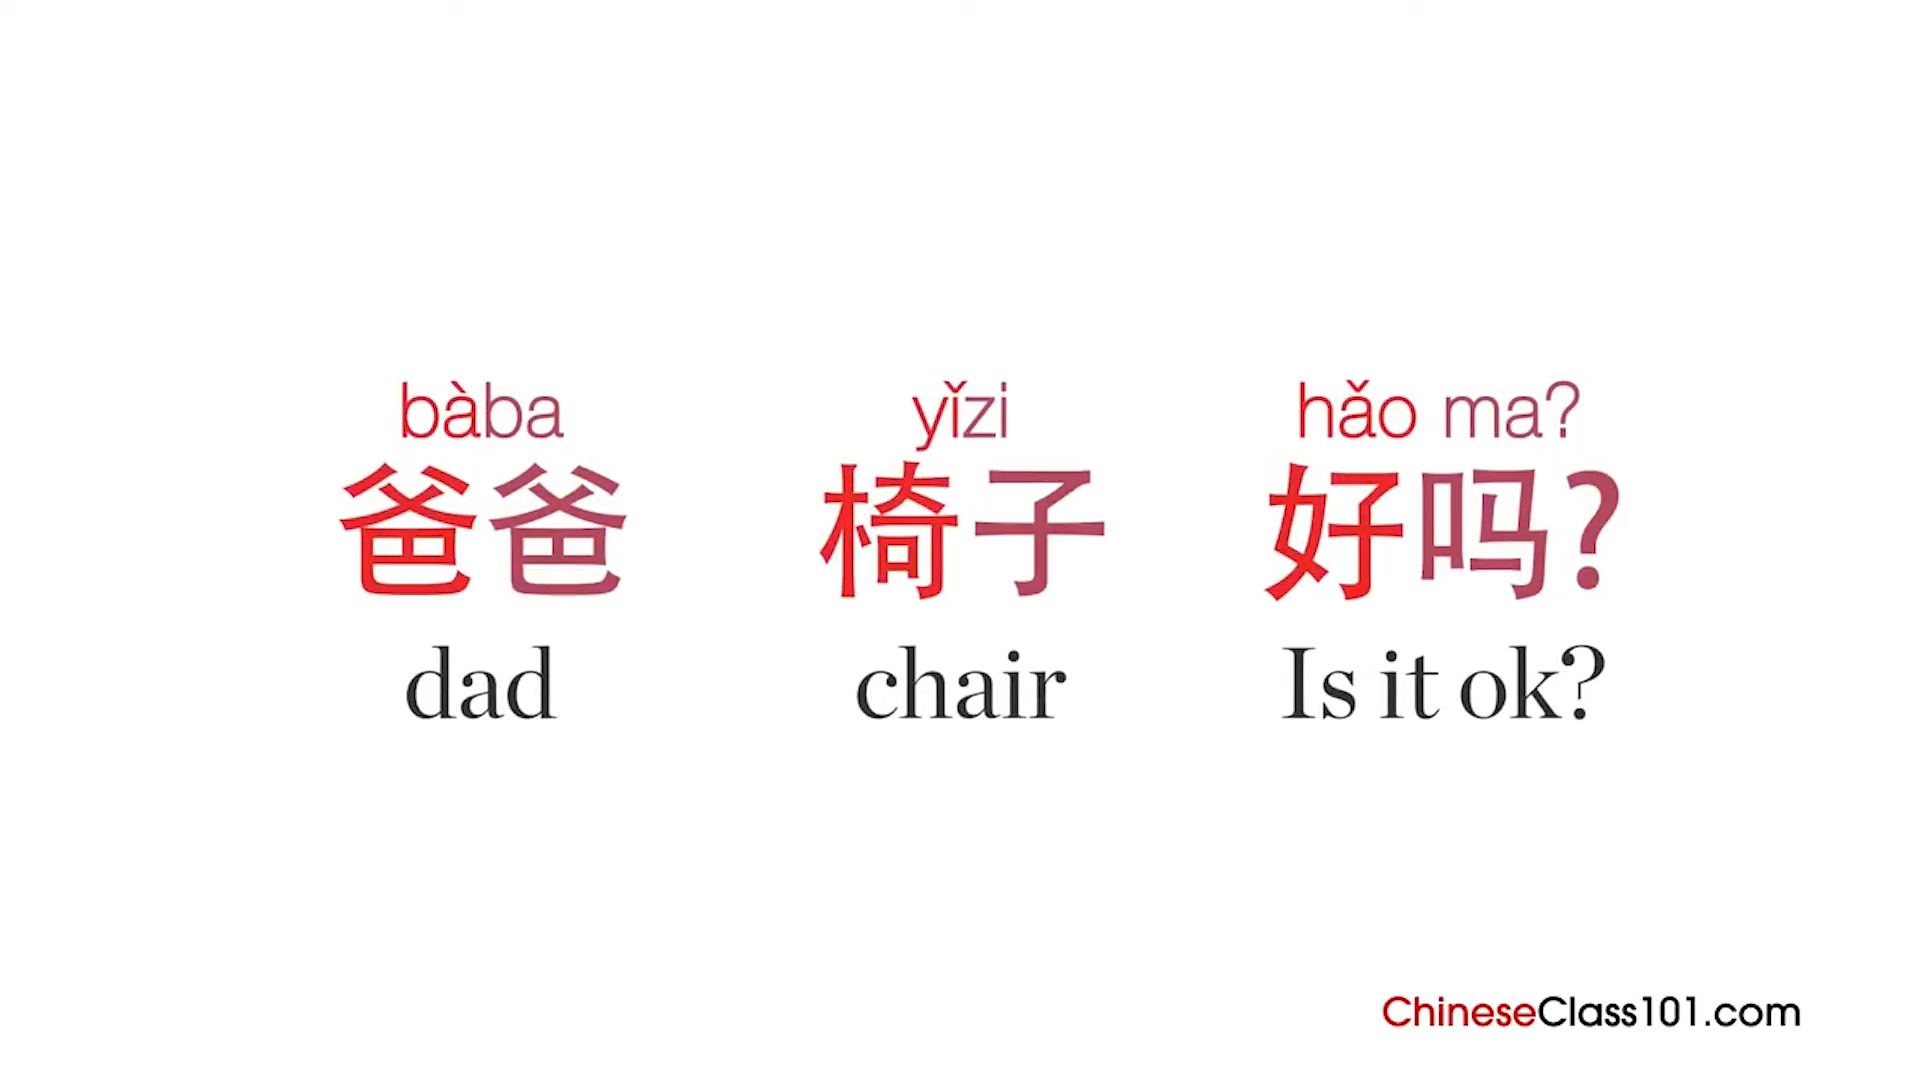 bàba yǐzi hǎo ma?
爸爸 椅子 好吗?
dad chair Is it ok?
ChineseClass101.com